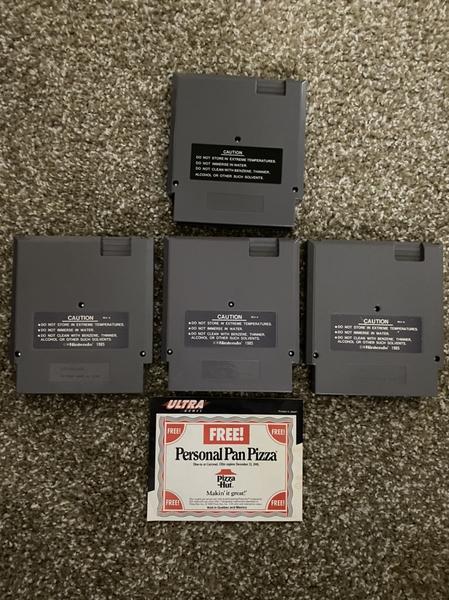 CAUTION
DO NOT STORE IN EXTREME TEMPERATURES.
DO NOT IMMERSE IN WATER.
DO NOT CLEAN WITH BENZENE, THINNER,
ALCOHOL OR OTHER SUCH SOLVENTS.
CAUTION
●DO NOT STORE IN EXTREME TEMPERATURES.
●DO NOT IMMERSE IN WATER.
●DO NOT CLEAN WITH BENZENE, THINNER,
ALCOHOL OR OTHER SUCH SOLVENTS.
©Nintendo 1985
CAUTION
●DO NOT STORE IN EXTREME TEMPERATURES.
●DO NOT IMMERSE IN WATER.
●DO NOT CLEAN WITH BENZENE, THINNER,
ALCOHOL OR OTHER SUCH SOLVENTS.
©Nintendo 1985
CAUTION
●DO NOT STORE IN EXTREME TEMPERATURES.
●DO NOT IMMERSE IN WATER.
●DO NOT CLEAN WITH BENZENE, THINNER,
ALCOHOL OR OTHER SUCH SOLVENTS.
©Nintendo 1985
ULTRA
GAMES
Printed in Japan
FREE!
FREE!
FREE!
Personal Pan Pizza
Pizza
Hut
Makin' it great!
FREE!
FREE!